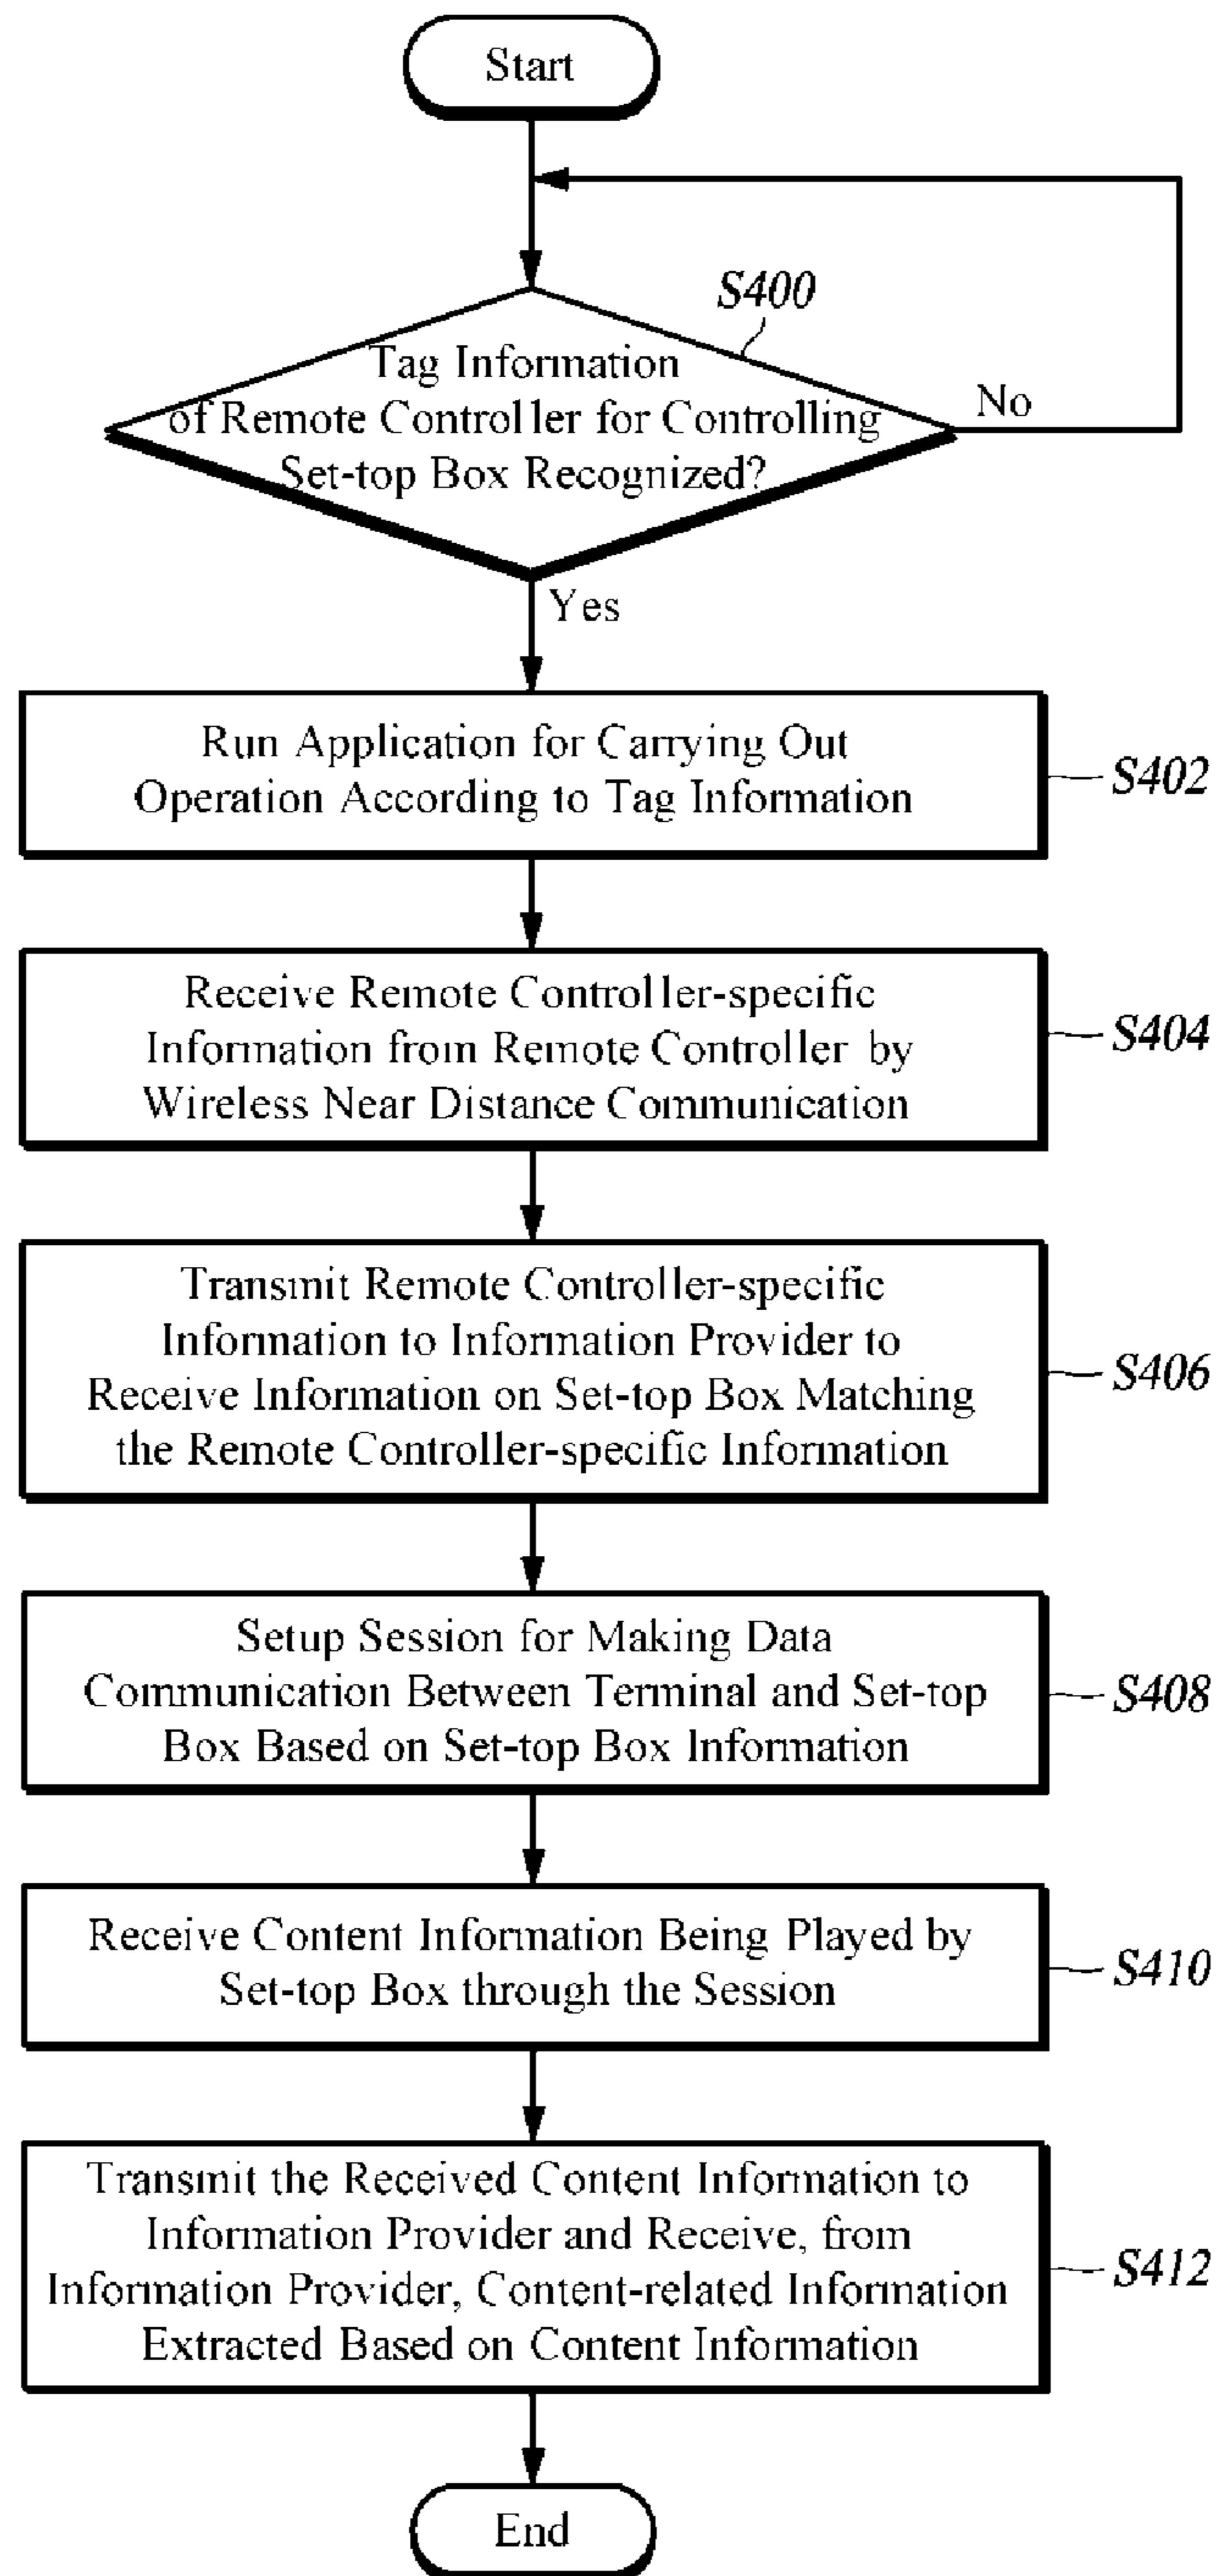 Start
S400
Tag Information
of Remote Controller for Controlling
Set-top Box Recognized?
No
Yes
Run Application for Carrying Out
Operation According to Tag Information
S402
Receive Remote Controller-specific
Information from Remote Controller by
Wireless Near Distance Communication
S404
Transmit Remote Controller-specific
Information to Information Provider to
Receive Information on Set-top Box Matching
the Remote Controller-specific Information
S406
Setup Session for Making Data
Communication Between Terminal and Set-top
Box Based on Set-top Box Information
S408
Receive Content Information Being Played by
Set-top Box through the Session
S410
Transmit the Received Content Information to
Information Provider and Receive, from
Information Provider, Content-related Information
Extracted Based on Content Information
S412
End